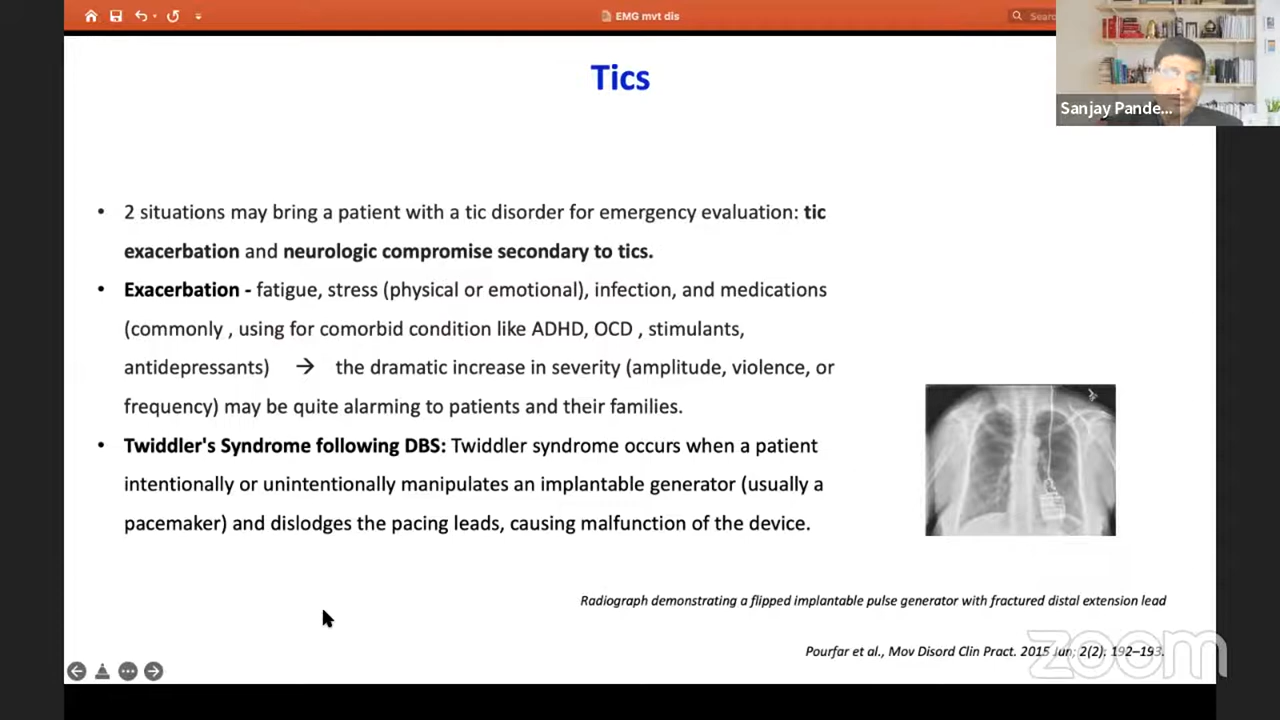 EMG mvt dis
Sear
Sanjay Pande...
Tics
• 2 situations may bring a patient with a tic disorder for emergency evaluation: tic
exacerbation and neurologic compromise secondary to tics.
• Exacerbation - fatigue, stress (physical or emotional), infection, and medications
(commonly , using for comorbid condition like ADHD, OCD , stimulants,
antidepressants) → the dramatic increase in severity (amplitude, violence, or
frequency) may be quite alarming to patients and their families.
• Twiddler's Syndrome following DBS: Twiddler syndrome occurs when a patient
intentionally or unintentionally manipulates an implantable generator (usually a
pacemaker) and dislodges the pacing leads, causing malfunction of the device.
Radiograph demonstrating a flipped implantable pulse generator with fractured distal extension lead
Pourfar et al., Mov Disord Clin Pract. 2015 Jun; 2(2): 192–193.
zoom